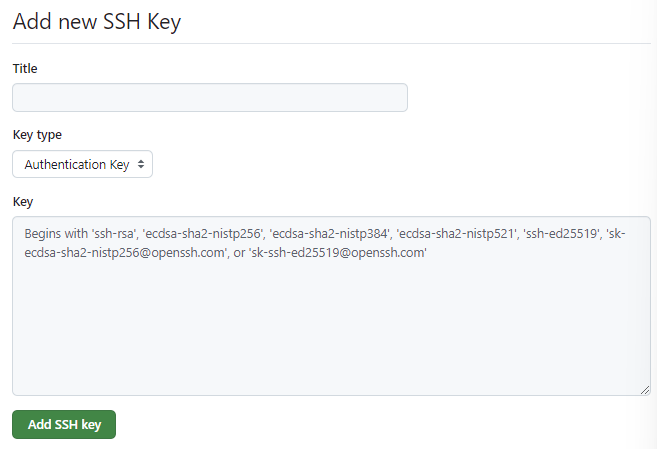 Add new SSH Key
Title
Key type
Authentication Key
Key
Begins with 'ssh-rsa', 'ecdsa-sha2-nistp256', 'ecdsa-sha2-nistp384', 'ecdsa-sha2-nistp521', 'ssh-ed25519', 'sk-
ecdsa-sha2-nistp256@openssh.com', or 'sk-ssh-ed25519@openssh.com'
Add SSH key